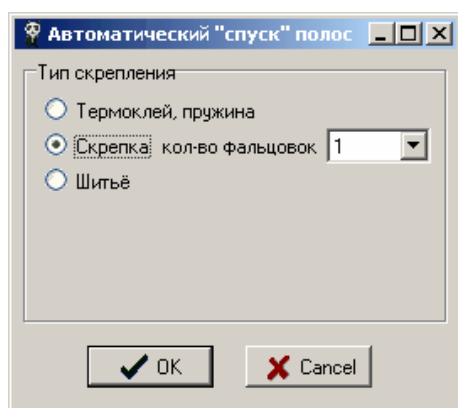 Автоматический "спуск" полос
Тип скрепления
Термоклей, пружина
Скрепка кол-во фальцовок 1
Шитьё
OK Cancel